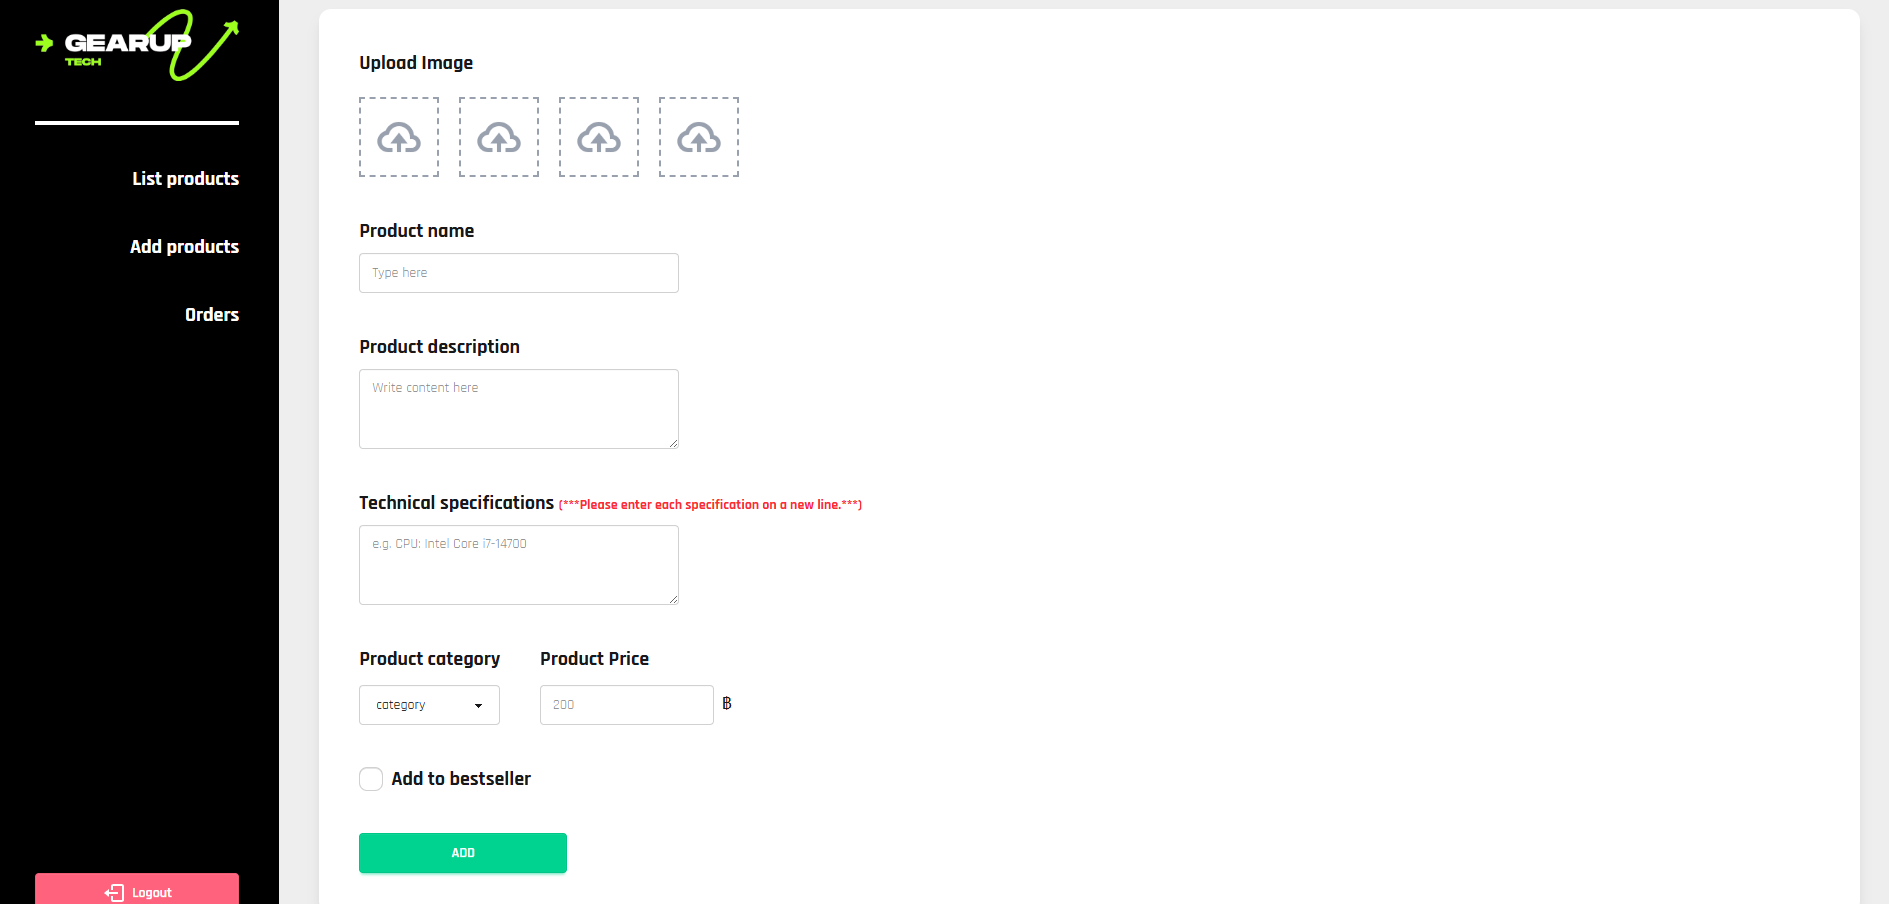 GEARUP
TECH
List products
Add products
Orders
Logout
Upload Image
Product name
Type here
Product description
Write content here
Technical specifications (***Please enter each specification on a new line.***)
e.g. CPU: Intel Core i7-14700
Product category Product Price
category 200 ฿
Add to bestseller
ADD